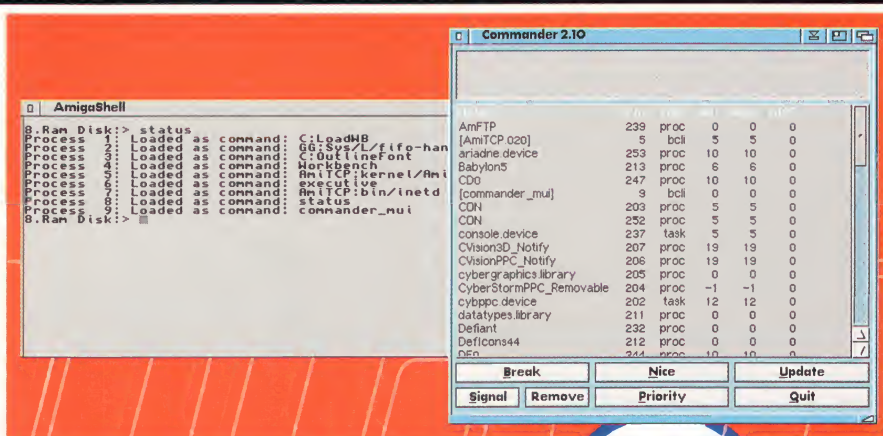 AmigaShell
8.Ram Disk:> status
Process 1: Loaded as command: C:LoadWB
Process 2: Loaded as command: GG:Sys/L/fifo-han
Process 3: Loaded as command: C:OutlineFont
Process 4: Loaded as command: Workbench
Process 5: Loaded as command: AmiTCP:kernel/Ami
Process 6: Loaded as command: executive
Process 7: Loaded as command: AmiTCP:bin/inetd
Process 8: Loaded as command: status
Process 9: Loaded as command: commander_mui
8.Ram Disk:>
Commander 2.10
AmFTP 239 proc 0 0 0
[AmiTCP.020] 5 bcli 5 5 0
ariadne.device 253 proc 10 10 0
Babylon5 213 proc 6 6 0
CD0 247 proc 10 10 0
[commander_mui] 9 bcli 0 0 0
CON 203 proc 5 5 0
CON 252 proc 5 5 0
console.device 237 task 5 5 0
CVision3D_Notify 207 proc 19 19 0
CVisionPPC_Notify 206 proc 19 19 0
cybergraphics.library 205 proc 0 0 0
CyberStormPPC_Removable 204 proc -1 -1 0
cybppc.device 202 task 12 12 0
datatypes.library 211 proc 0 0 0
Defiant 232 proc 0 0 0
DefIcons44 212 proc 0 0 0
DF0 244 proc 10 10 0
Break Nice Update
Signal Remove Priority Quit